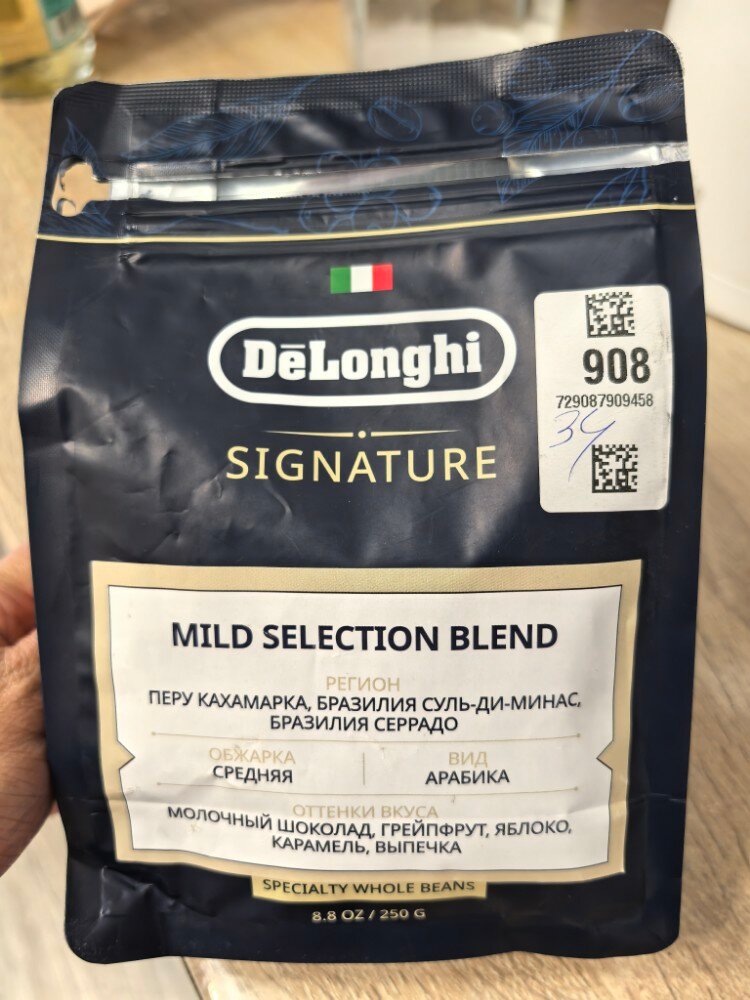 DēLonghi
SIGNATURE
908
729087909458
34
MILD SELECTION BLEND
РЕГИОН
ПЕРУ КАХАМАРКА, БРАЗИЛИЯ СУЛЬ-ДИ-МИНАС,
БРАЗИЛИЯ СЕРРАДО
ОБЖАРКА
СРЕДНЯЯ
ВИД
АРАБИКА
ОТТЕНКИ ВКУСА
МОЛОЧНЫЙ ШОКОЛАД, ГРЕЙПФРУТ, ЯБЛОКО,
КАРАМЕЛЬ, ВЫПЕЧКА
SPECIALTY WHOLE BEANS
8.8 OZ / 250 G